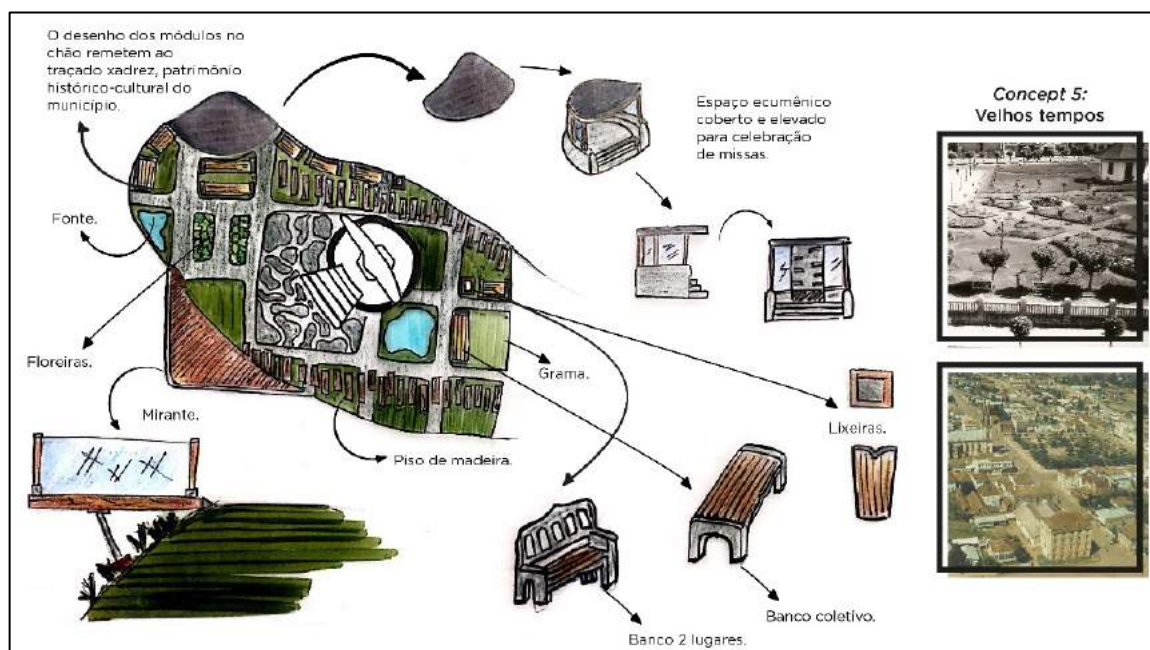 O desenho dos módulos no
chão remetem ao
traçado xadrez, patrimônio
histórico-cultural do
município.
Espaço ecumênico
coberto e elevado
para celebração
de missas.
Concept 5:
Velhos tempos
Fonte.
Floreiras.
Grama.
Mirante.
Lixeiras.
Piso de madeira.
Banco coletivo.
Banco 2 lugares.